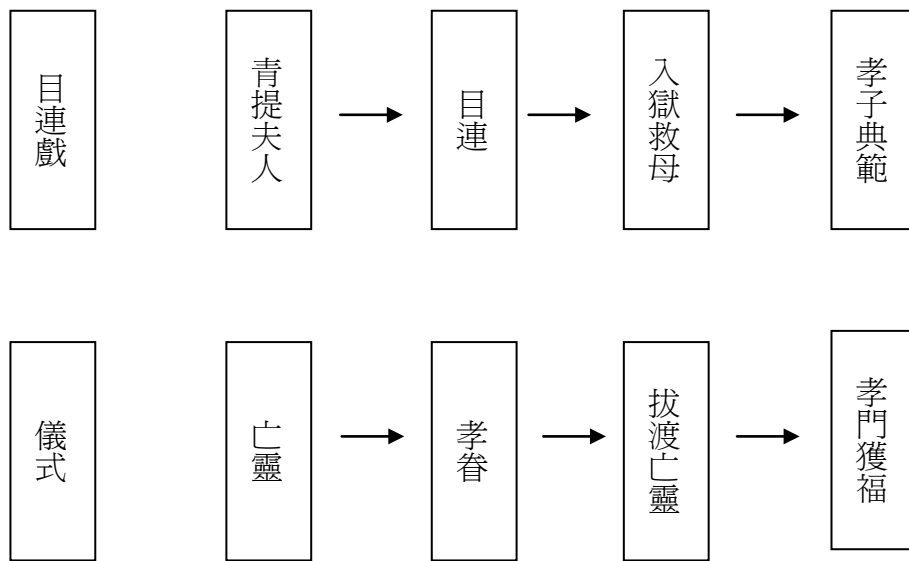 目連戲
青提夫人
目連
入獄救母
孝子典範
儀式
亡靈
孝眷
拔渡亡靈
孝門獲福